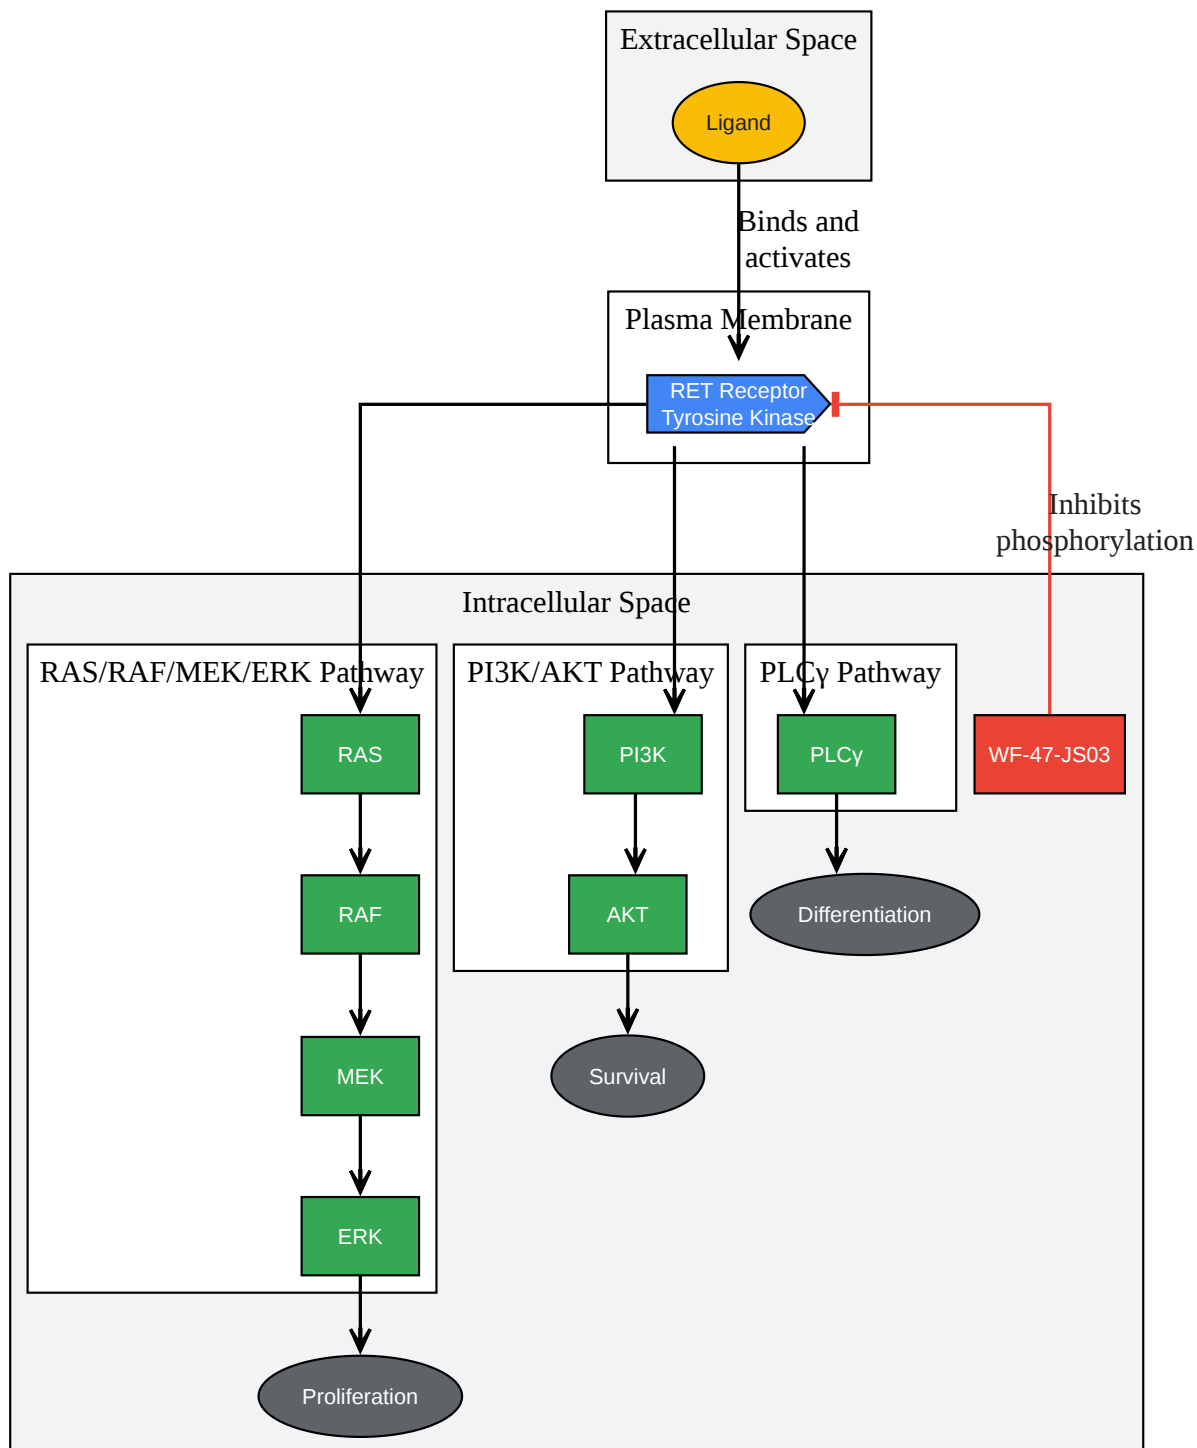 Extracellular Space
Ligand
Binds and
activates
Plasma Membrane
RET Receptor
Tyrosine Kinase
Inhibits
phosphorylation
Intracellular Space
RAS/RAF/MEK/ERK Pathway
PI3K/AKT Pathway
PLCγ Pathway
RAS
PI3K
PLCγ
WF-47-JS03
RAF
AKT
Differentiation
MEK
Survival
ERK
Proliferation